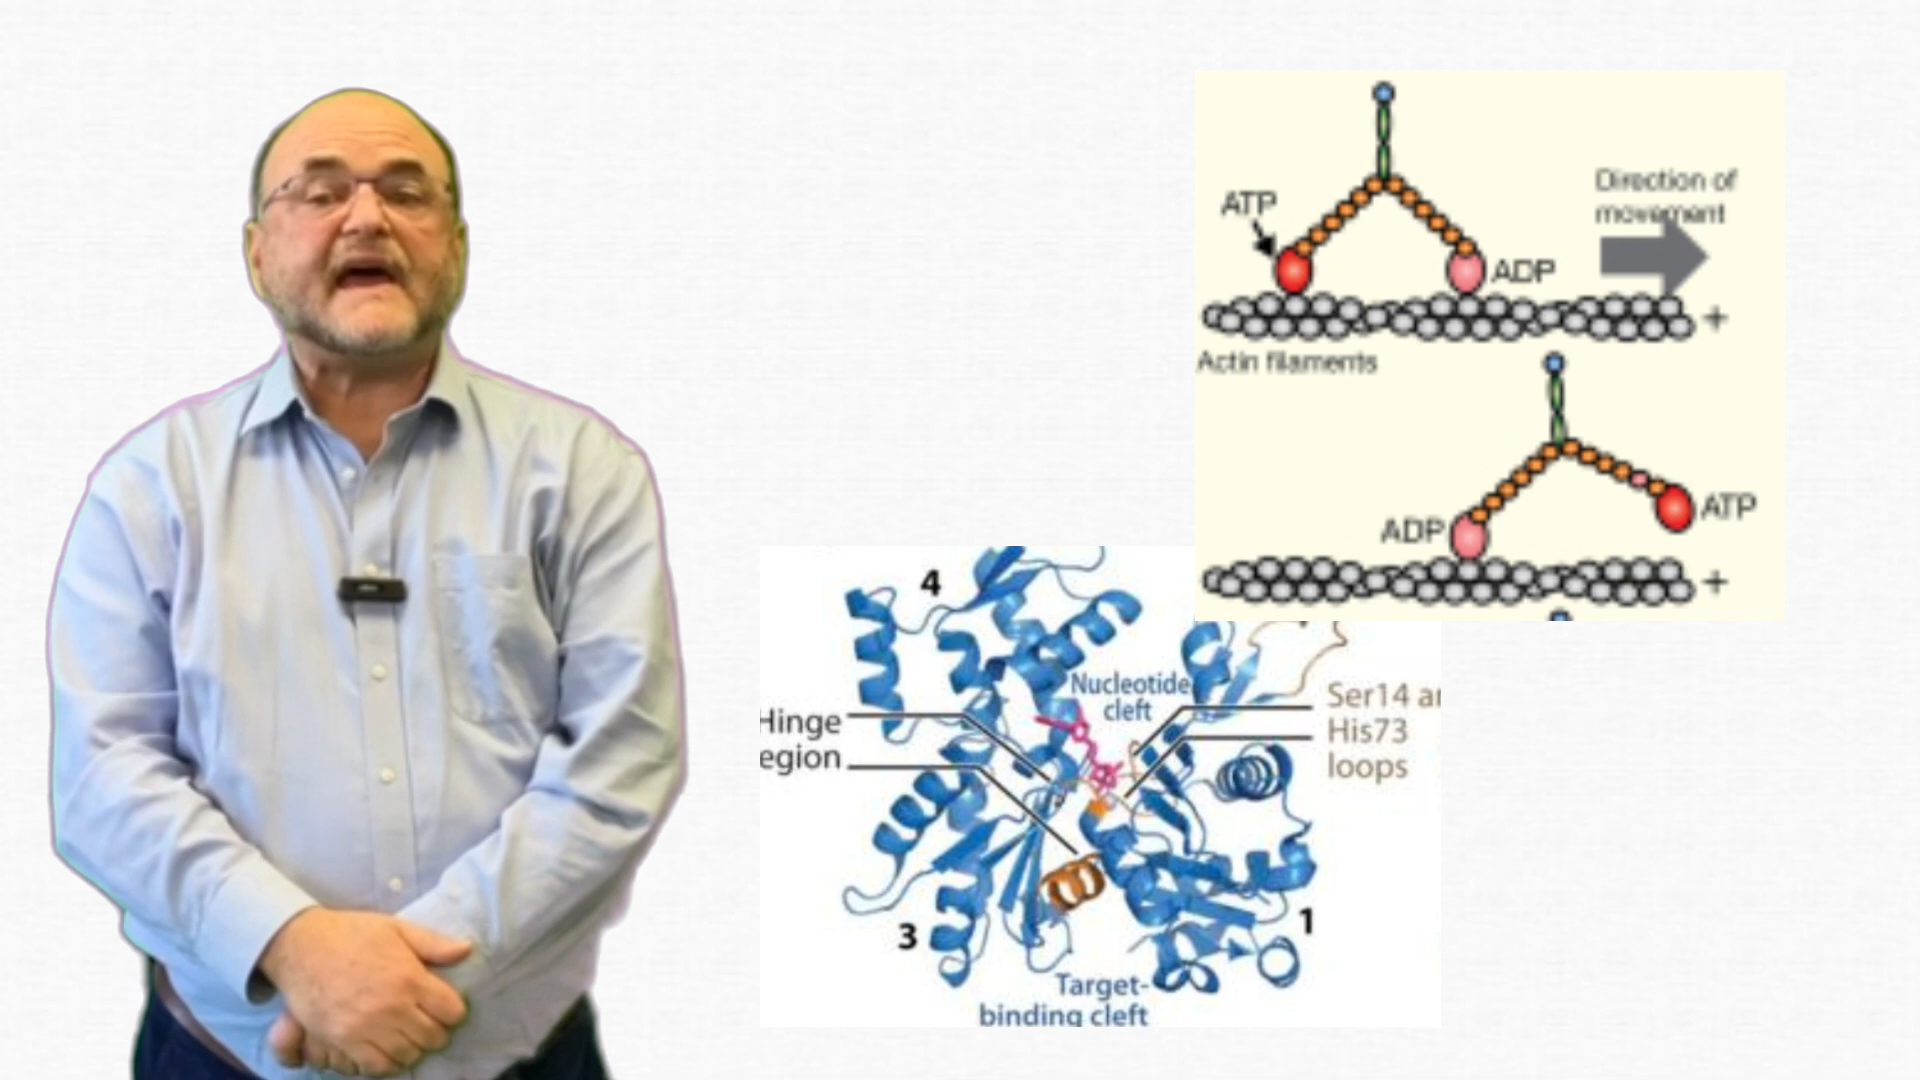 ATP
Direction of
movement
ADP
+
Actin filaments
ADP
ATP
+
4
Nucleotide
cleft
Hinge
egion
Ser14 ar
His73
loops
3
1
Target-
binding cleft